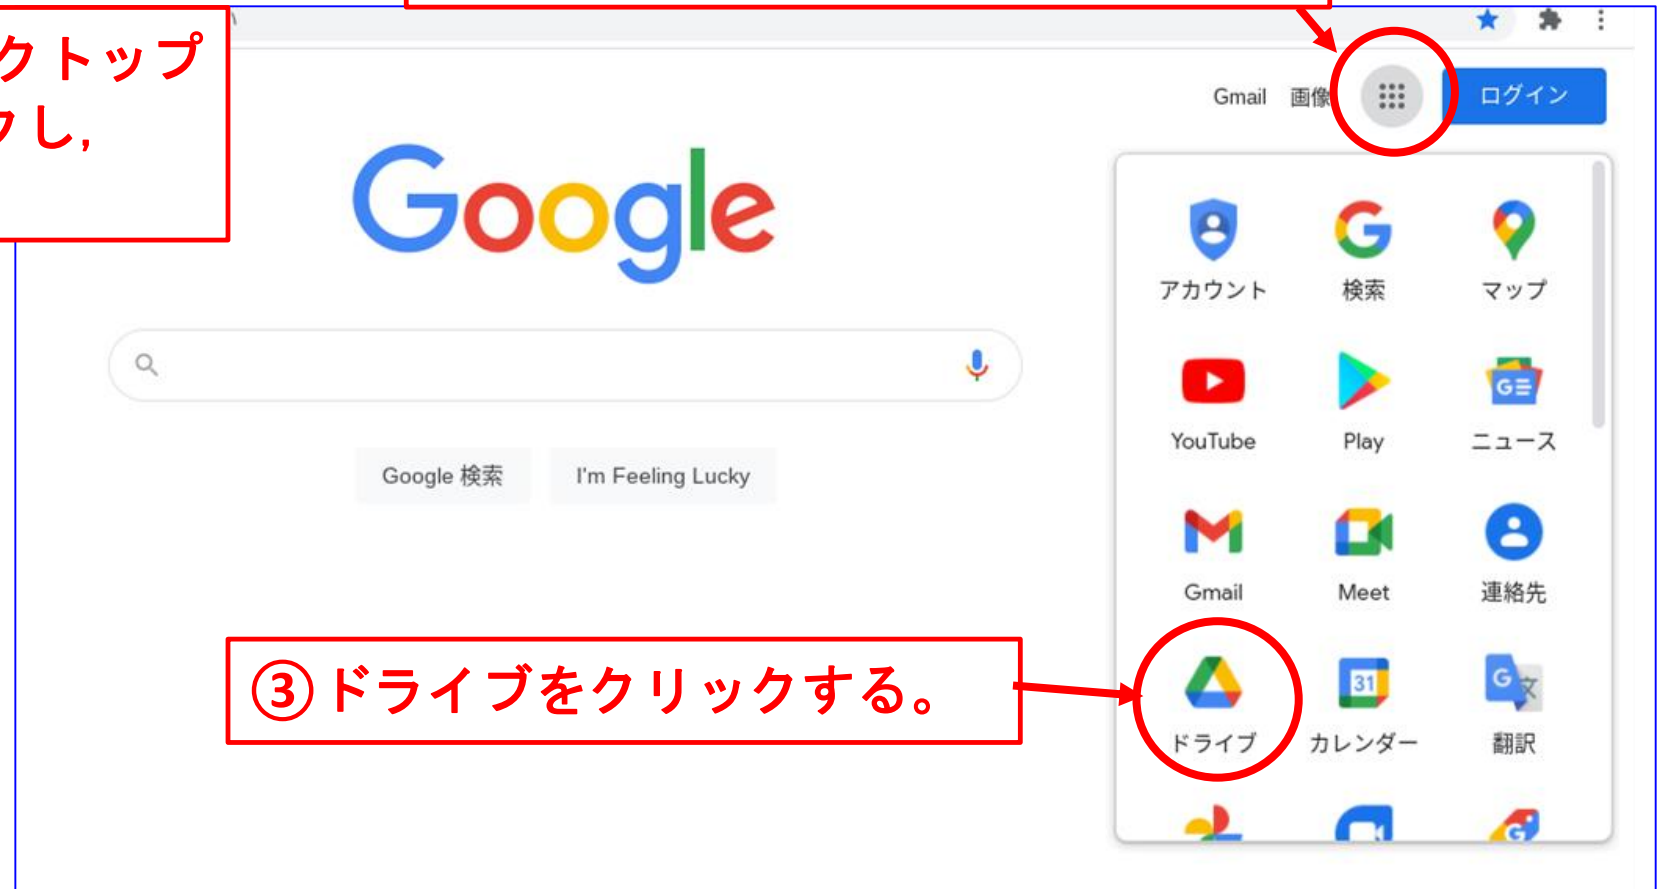 クトップ
クし,
Gmail 画像
ログイン
Google
アカウント 検索 マップ
YouTube Play ニュース
Google 検索 I'm Feeling Lucky
Gmail Meet 連絡先
③ドライブをクリックする。
31
G 文
ドライブ カレンダー 翻訳